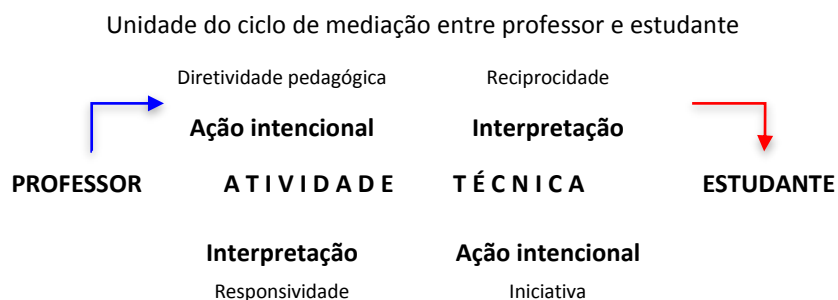 Unidade do ciclo de mediação entre professor e estudante
Diretividade pedagógica Reciprocidade
Ação intencional Interpretação
PROFESSOR A T I V I D A D E T É C N I C A ESTUDANTE
Interpretação Ação intencional
Responsividade Iniciativa